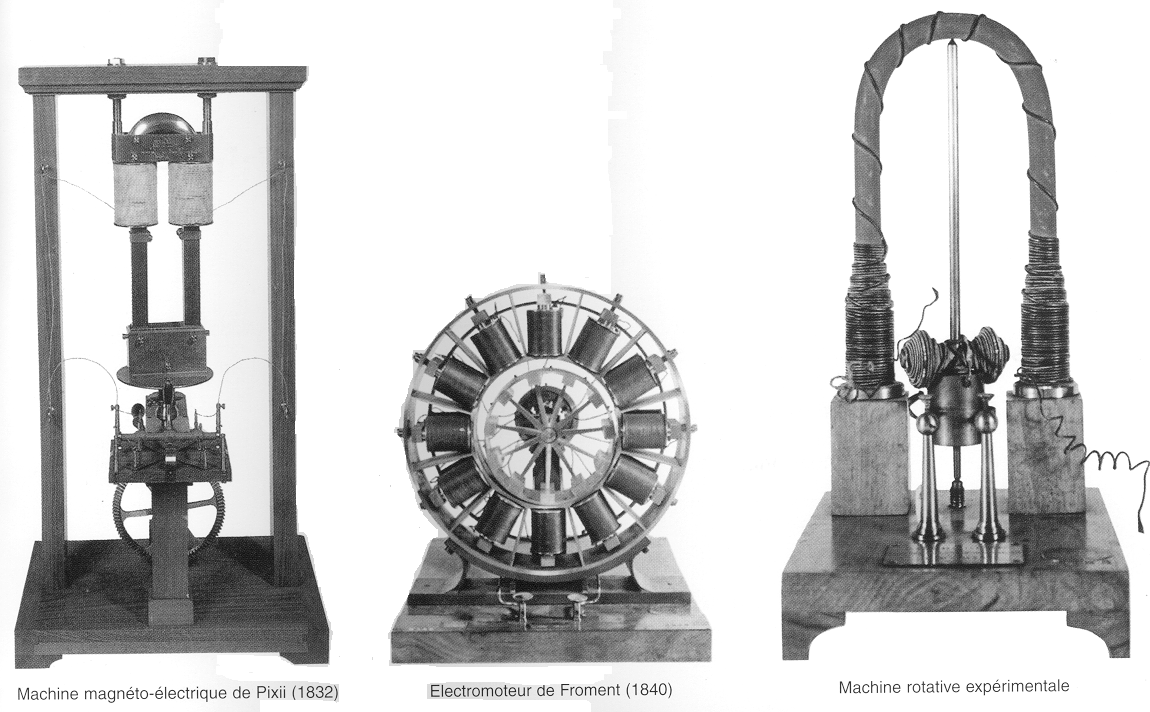 Machine magnéto-électrique de Pixii (1832)
Electromoteur de Froment (1840)
Machine rotative expérimentale